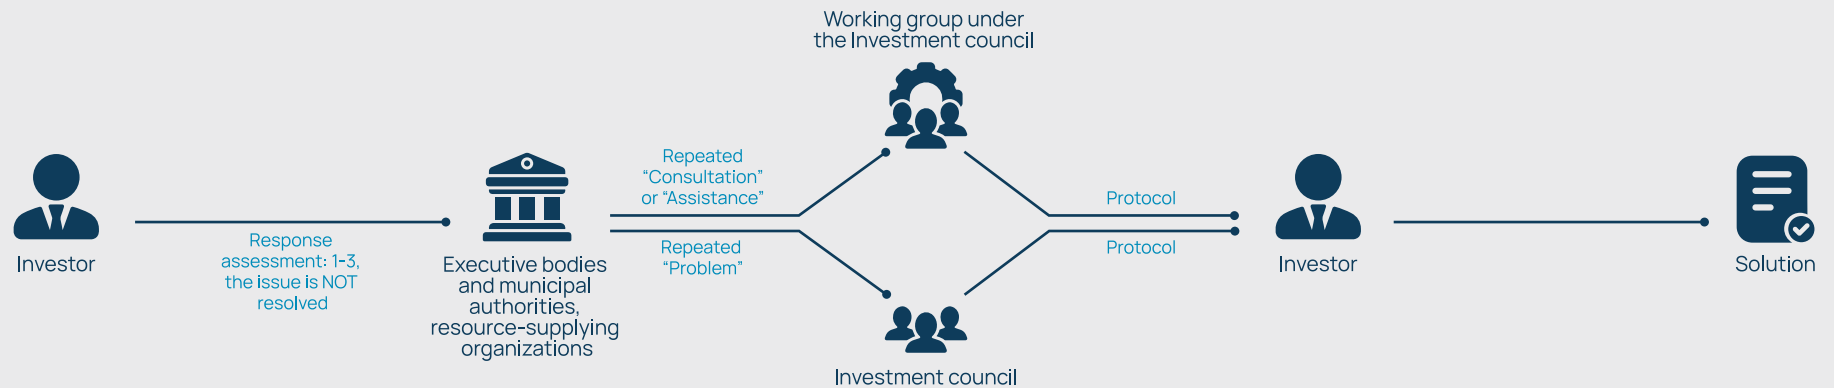 Investor
Response
assessment: 1-3,
the issue is NOT
resolved
Executive bodies
and municipal
authorities,
resource-supplying
organizations
Repeated
“Consultation”
or “Assistance”
Repeated
“Problem”
Working group under
the Investment council
Investment council
Protocol
Protocol
Investor
Solution